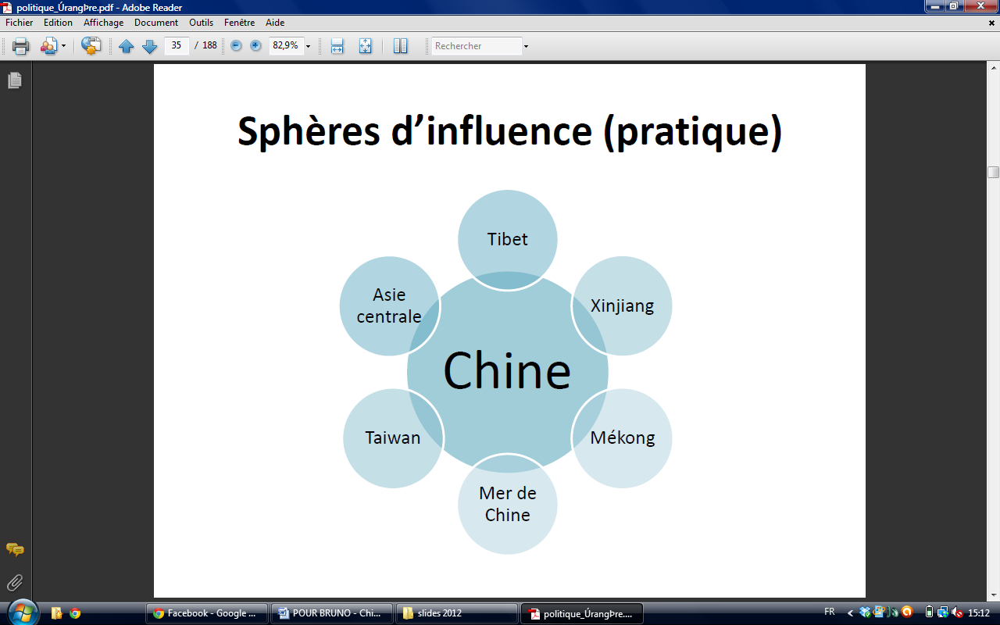 politique_ÚrangÞre.pdf - Adobe Reader
Fichier Edition Affichage Document Outils Fenêtre Aide
35 / 188 82,9% Rechercher
Sphères d’influence (pratique)
Tibet
Asie
centrale
Xinjiang
Chine
Taiwan
Mékong
Mer de
Chine
Facebook - Google ... POUR BRUNO - Chi... slides 2012 politique_ÚrangÞre.... FR 15:12